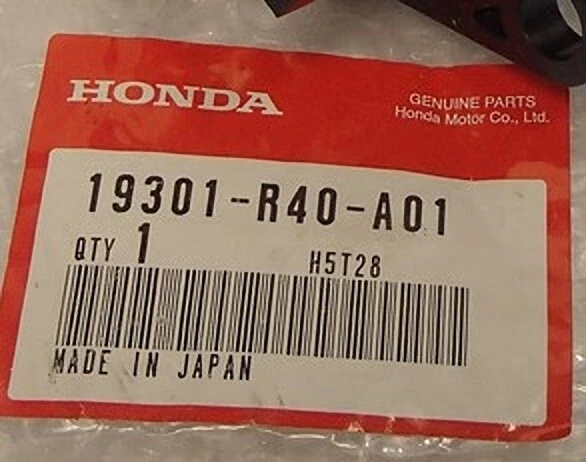 HONDA
GENUINE PARTS
Honda Motor Co., Ltd.
19301-R40-A01
QTY 1 H5T28
MADE IN JAPAN